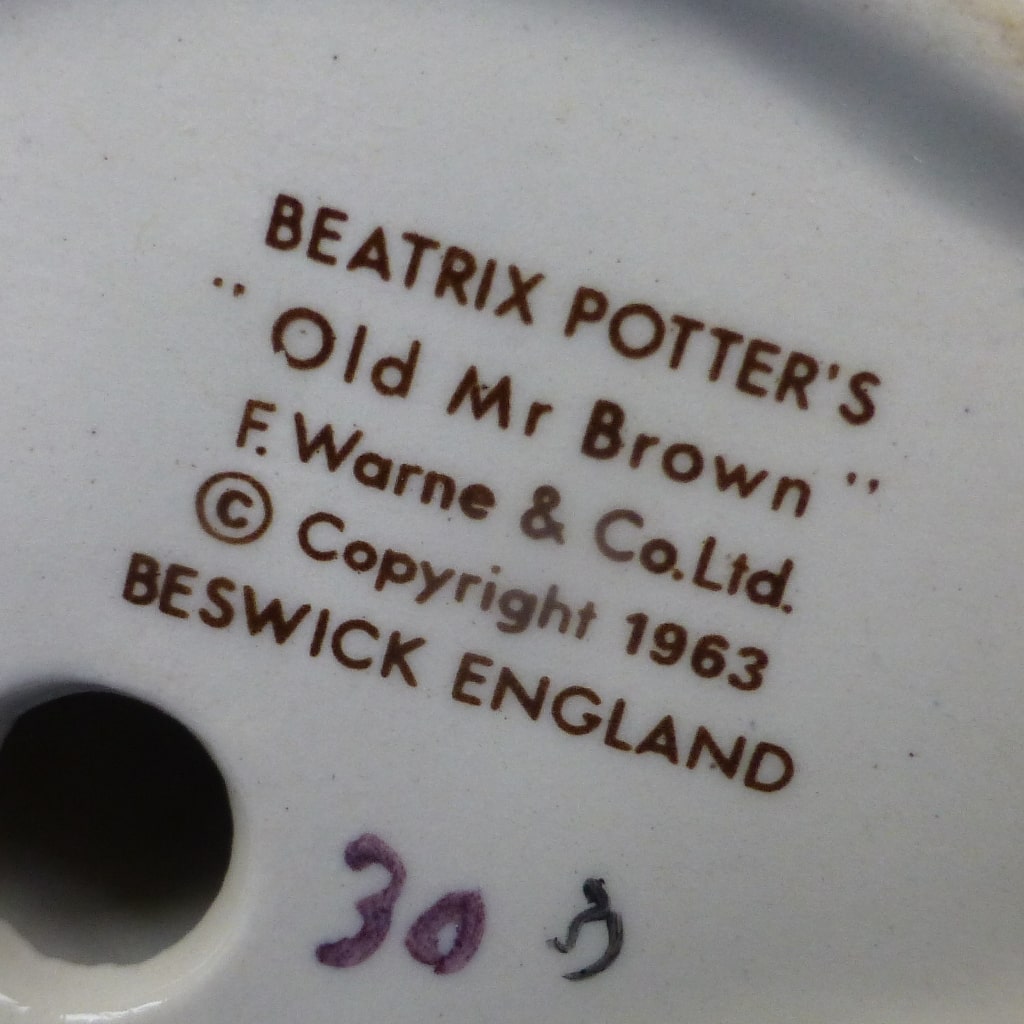 BEATRIX POTTER'S
"Old Mr Brown"
F. Warne & Co. Ltd.
© Copyright 1963
BESWICK ENGLAND
30